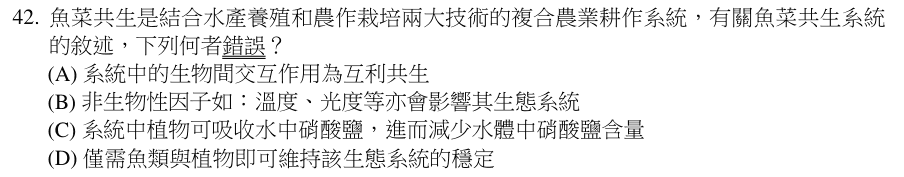 42. 魚菜共生是結合水產養殖和農作栽培兩大技術的複合農業耕作系統，有關魚菜共生系統
的敘述，下列何者錯誤？
(A) 系統中的生物間交互作用為互利共生
(B) 非生物性因子如：溫度、光度等亦會影響其生態系統
(C) 系統中植物可吸收水中硝酸鹽，進而減少水體中硝酸鹽含量
(D) 僅需魚類與植物即可維持該生態系統的穩定